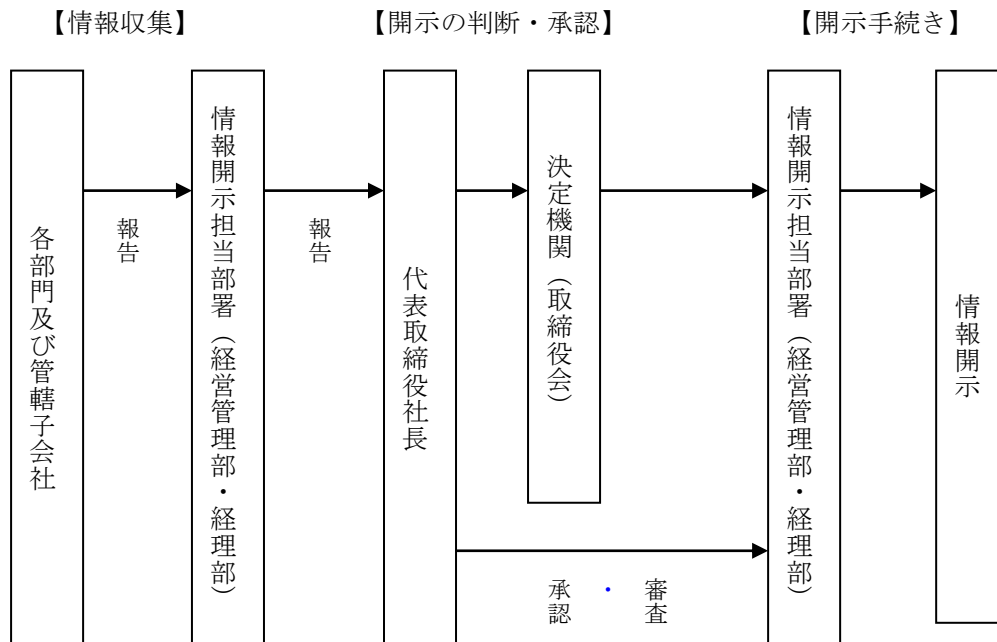 【情報収集】
【開示の判断・承認】
【開示手続き】
各部門及び管轄子会社
報告
情報開示担当部署（経営管理部・経理部）
報告
代表取締役社長
決定機関（取締役会）
承認・審査
情報開示担当部署（経営管理部・経理部）
情報開示